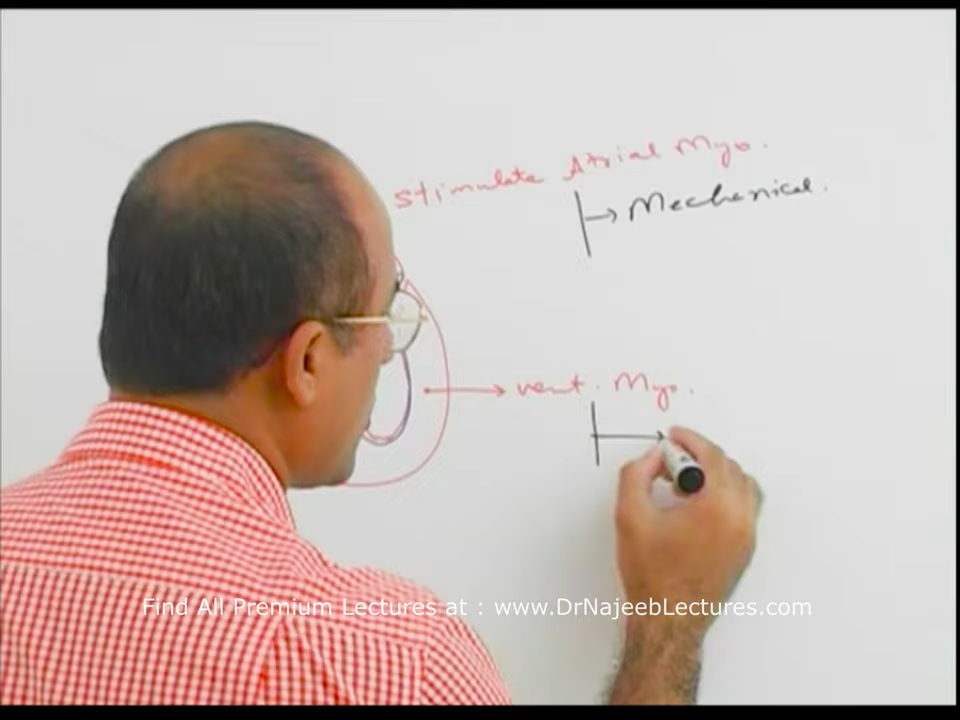 Stimulate Atrial Myo.
→ Mechanical.
→ vent. Myo.
Find All Premium Lectures at : www.DrNajeebLectures.com